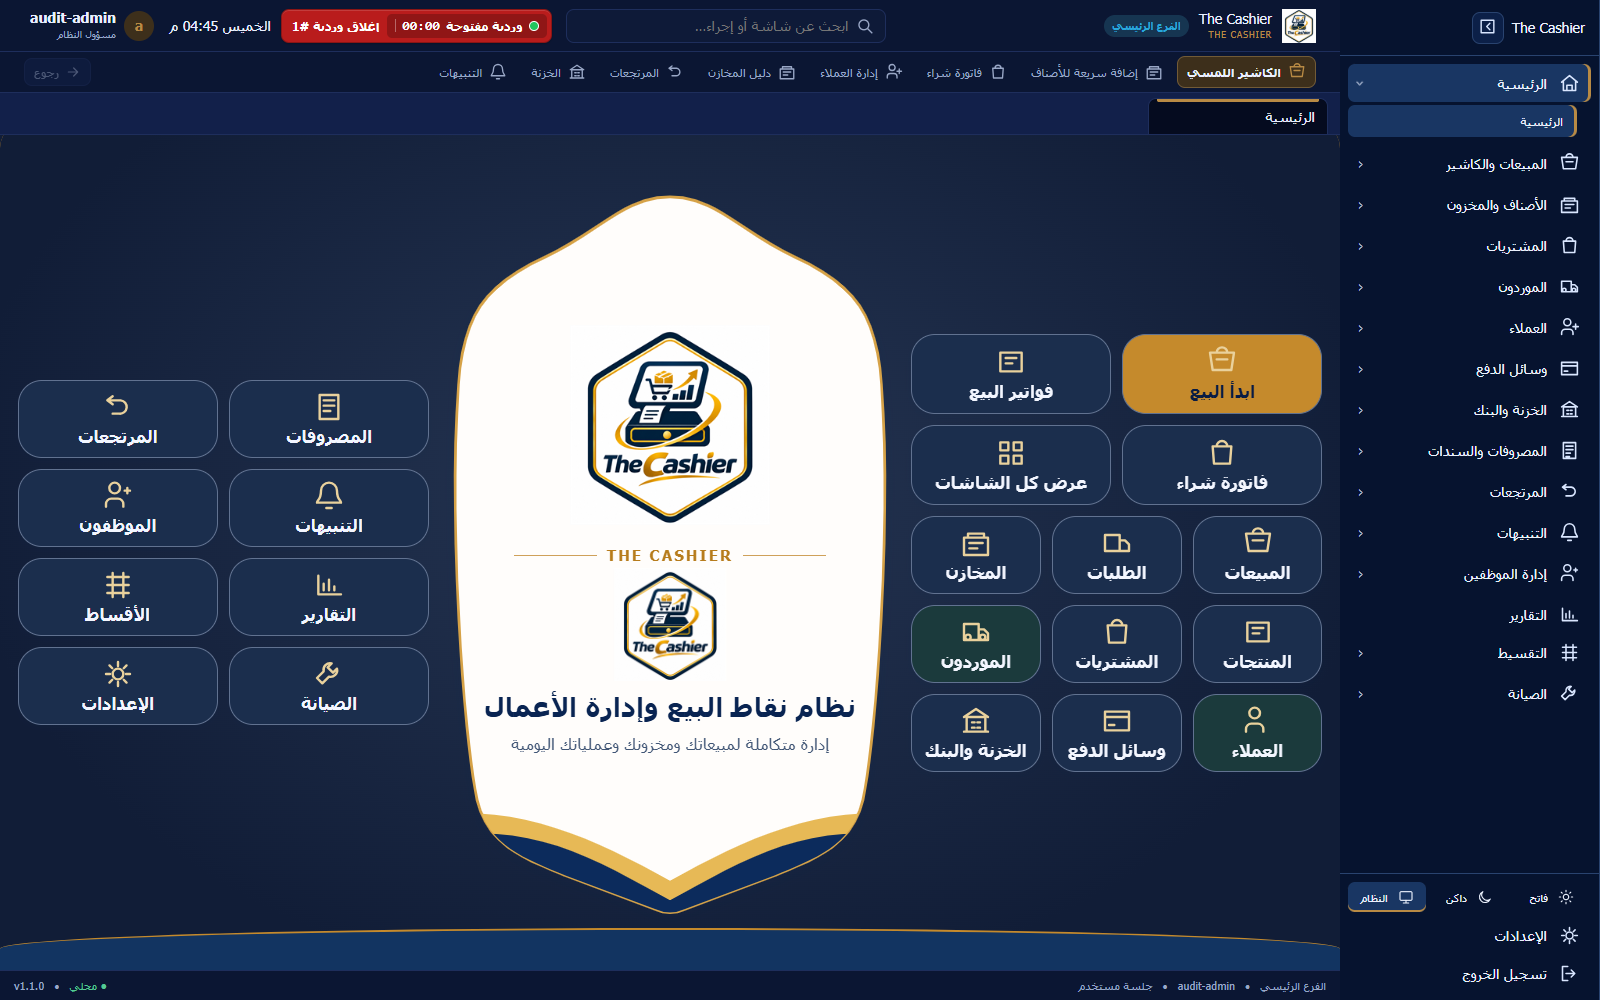 The Cashier
الرئيسية
الرئيسية
المبيعات والكاشير
الأصناف والمخزون
المشتريات
الموردون
العملاء
وسائل الدفع
الخزنة والبنك
المصروفات والسندات
المرتجعات
التنبيهات
إدارة الموظفين
التقارير
التقسيط
الصيانة
فاتح
داكن
النظام
الإعدادات
تسجيل الخروج
The Cashier
THE CASHIER
الفرع الرئيسي
ابحث عن شاشة أو إجراء...
وردية مفتوحة 00:00
إغلاق وردية #1
الخميس 04:45 م
a
audit-admin
مسؤول النظام
الكاشير اللمسي
إضافة سريعة للأصناف
فاتورة شراء
إدارة العملاء
دليل المخازن
المرتجعات
الخزنة
التنبيهات
رجوع
الرئيسية
ابدأ البيع
فواتير البيع
فاتورة شراء
عرض كل الشاشات
المبيعات
الطلبات
المخازن
المنتجات
المشتريات
الموردون
العملاء
وسائل الدفع
الخزنة والبنك
The Cashier
THE CASHIER
The Cashier
نظام نقاط البيع وإدارة الأعمال
إدارة متكاملة لمبيعاتك ومخزونك وعملياتك اليومية
المصروفات
المرتجعات
التنبيهات
الموظفون
التقارير
الأقساط
الصيانة
الإعدادات
الفرع الرئيسي • audit-admin • جلسة مستخدم
محلي • v1.1.0